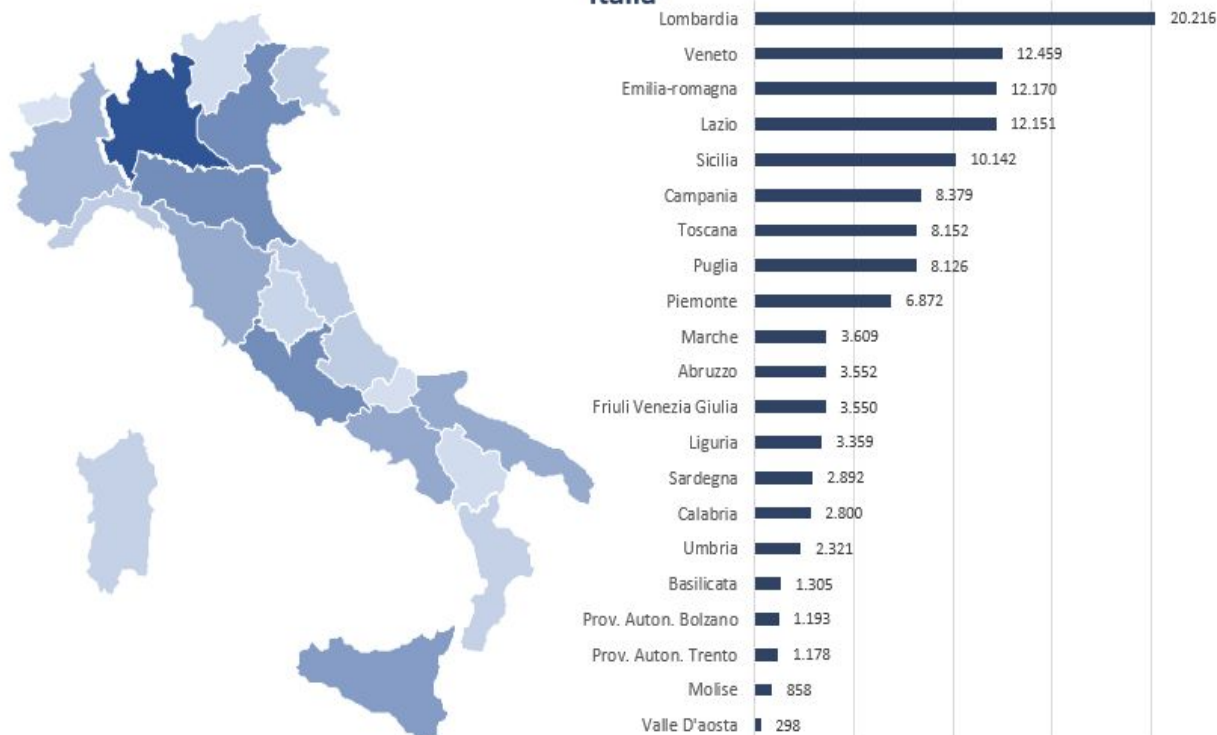 Italia
Lombardia 20.216
Veneto 12.459
Emilia-romagna 12.170
Lazio 12.151
Sicilia 10.142
Campania 8.379
Toscana 8.152
Puglia 8.126
Piemonte 6.872
Marche 3.609
Abruzzo 3.552
Friuli Venezia Giulia 3.550
Liguria 3.359
Sardegna 2.892
Calabria 2.800
Umbria 2.321
Basilicata 1.305
Prov. Auton. Bolzano 1.193
Prov. Auton. Trento 1.178
Molise 858
Valle D'aosta 298